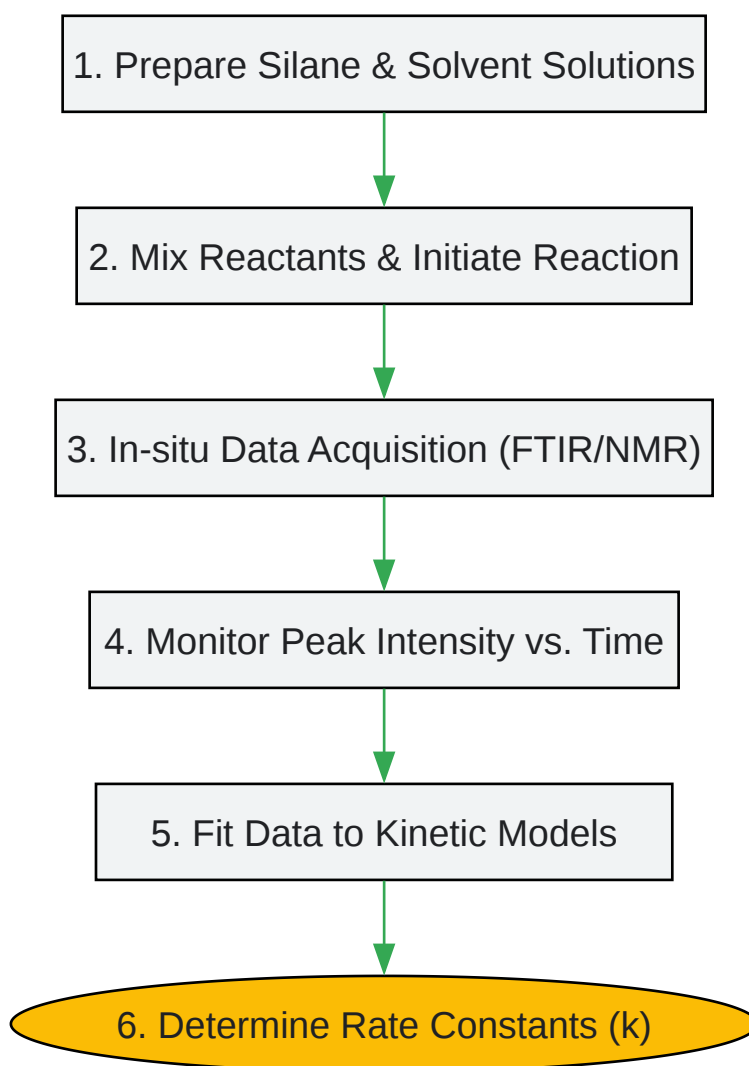 1. Prepare Silane & Solvent Solutions
2. Mix Reactants & Initiate Reaction
3. In-situ Data Acquisition (FTIR/NMR)
4. Monitor Peak Intensity vs. Time
5. Fit Data to Kinetic Models
6. Determine Rate Constants (k)